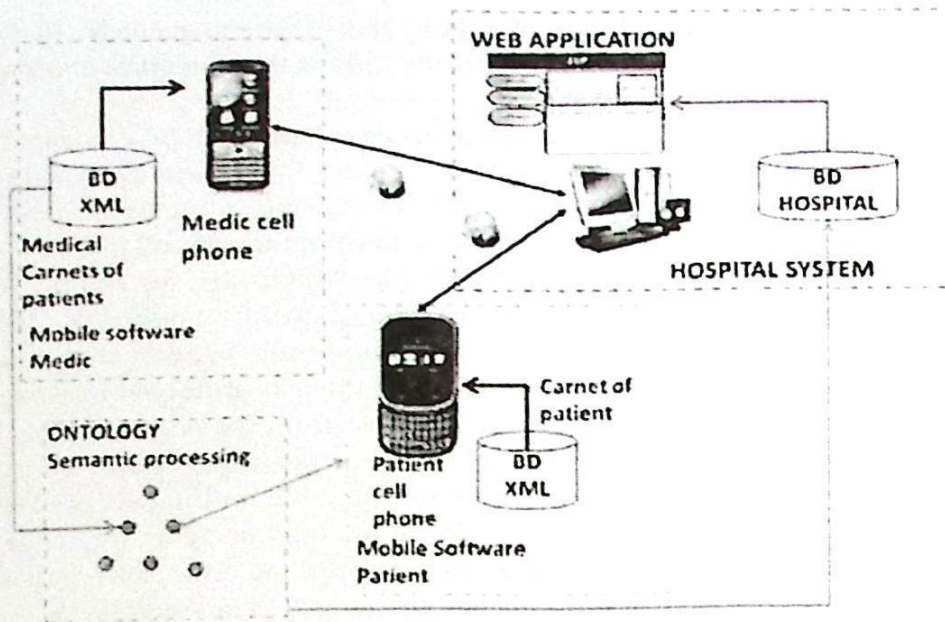 WEB APPLICATION
BD
XML
Medic cell
phone
Medical
Carnets of
patients
Mobile software
Medic
BD
HOSPITAL
HOSPITAL SYSTEM
ONTOLOGY
Semantic processing
Carnet of
patient
BD
XML
Patient
cell
phone
Mobile Software
Patient